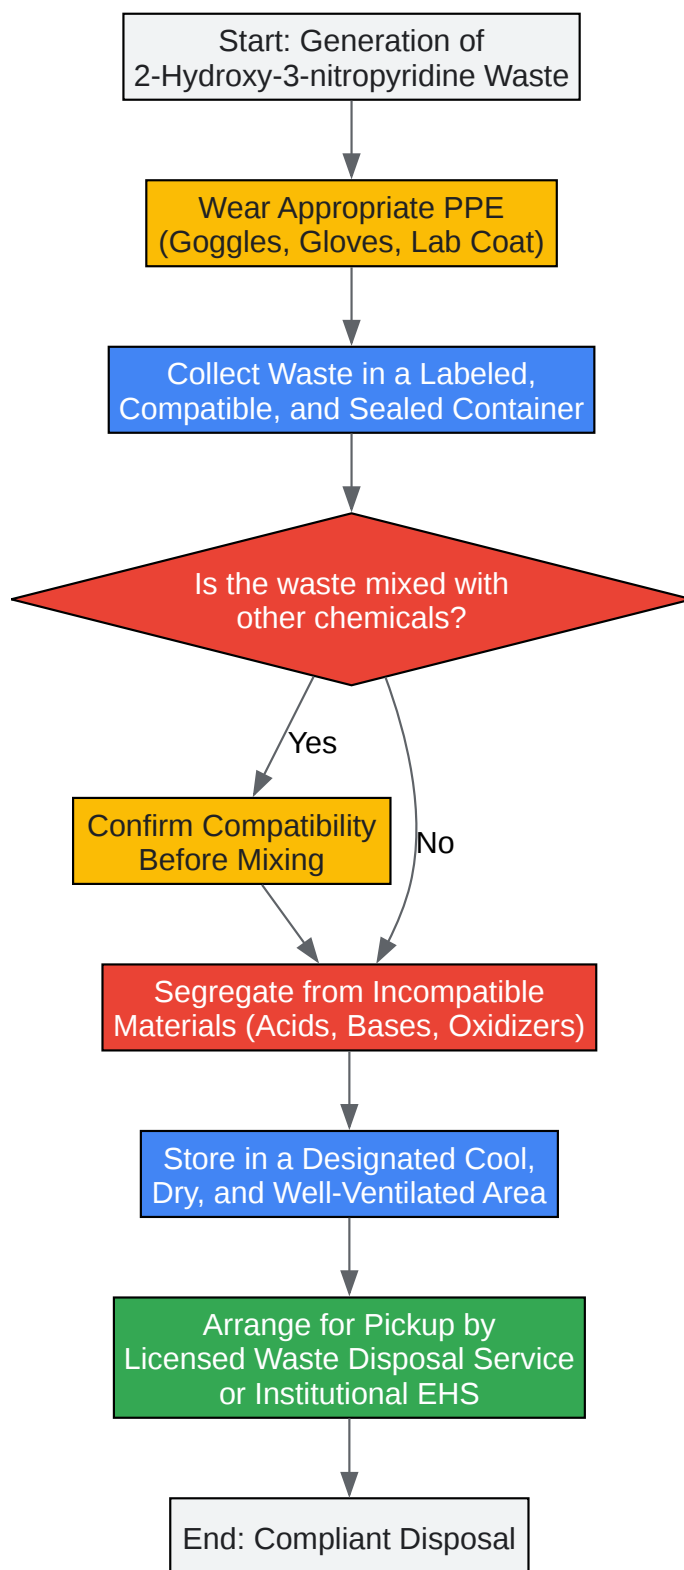 Start: Generation of
2-Hydroxy-3-nitropyridine Waste
Wear Appropriate PPE
(Goggles, Gloves, Lab Coat)
Collect Waste in a Labeled,
Compatible, and Sealed Container
Is the waste mixed with
other chemicals?
Yes
Confirm Compatibility
Before Mixing
No
Segregate from Incompatible
Materials (Acids, Bases, Oxidizers)
Store in a Designated Cool,
Dry, and Well-Ventilated Area
Arrange for Pickup by
Licensed Waste Disposal Service
or Institutional EHS
End: Compliant Disposal